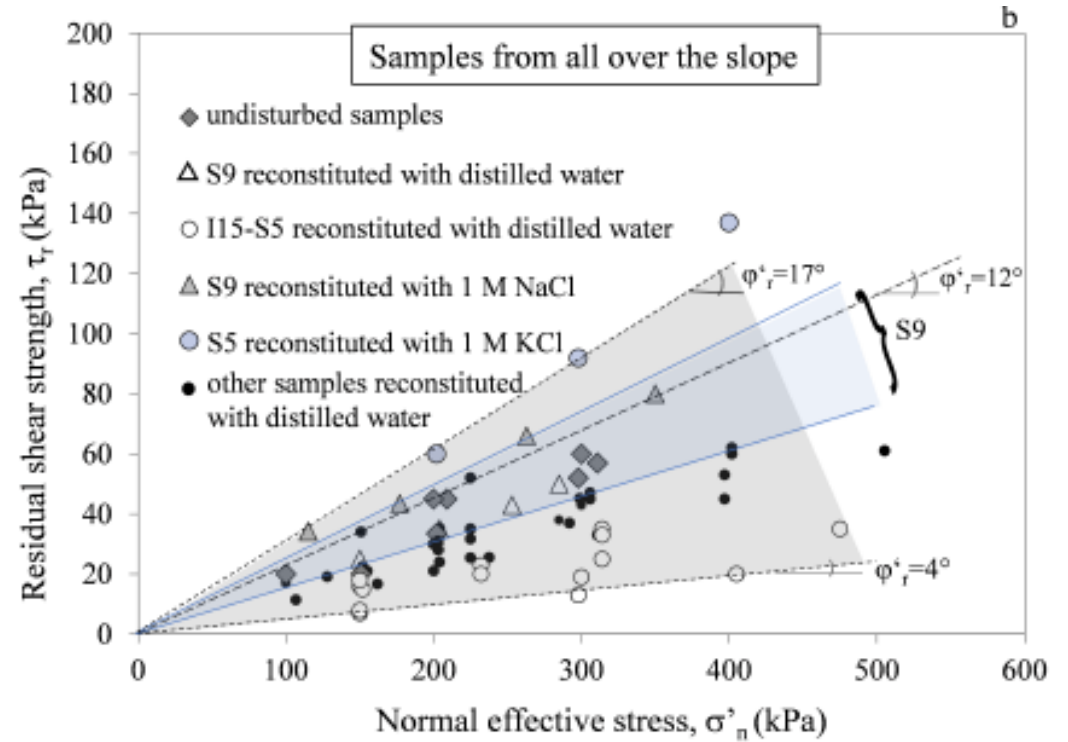 b
200
Samples from all over the slope
180
undisturbed samples
160
S9 reconstituted with distilled water
140
I15-S5 reconstituted with distilled water
120
φ‘r=17°
φ‘r=12°
S9 reconstituted with 1 M NaCl
100
S9
S5 reconstituted with 1 M KCl
80
other samples reconstituted
with distilled water
60
40
20
φ‘r=4°
0
Residual shear strength, τr (kPa)
0 100 200 300 400 500 600
Normal effective stress, σ’n (kPa)